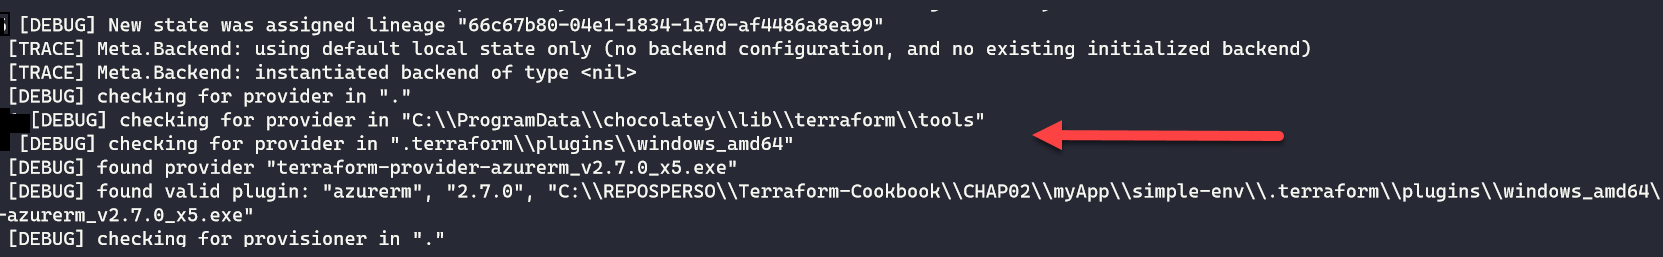 [DEBUG] New state was assigned lineage "66c67b80-04e1-1834-1a70-af4486a8ea99"
[TRACE] Meta.Backend: using default local state only (no backend configuration, and no existing initialized backend)
[TRACE] Meta.Backend: instantiated backend of type <nil>
[DEBUG] checking for provider in "."
[DEBUG] checking for provider in "C:\\ProgramData\\chocolatey\\lib\\terraform\\tools"
[DEBUG] checking for provider in ".terraform\\plugins\\windows_amd64"
[DEBUG] found provider "terraform-provider-azurerm_v2.7.0_x5.exe"
[DEBUG] found valid plugin: "azurerm", "2.7.0", "C:\\REPOSPERSO\\Terraform-Cookbook\\CHAP02\\myApp\\simple-env\\.terraform\\plugins\\windows_amd64\
-azurerm_v2.7.0_x5.exe"
[DEBUG] checking for provisioner in "."